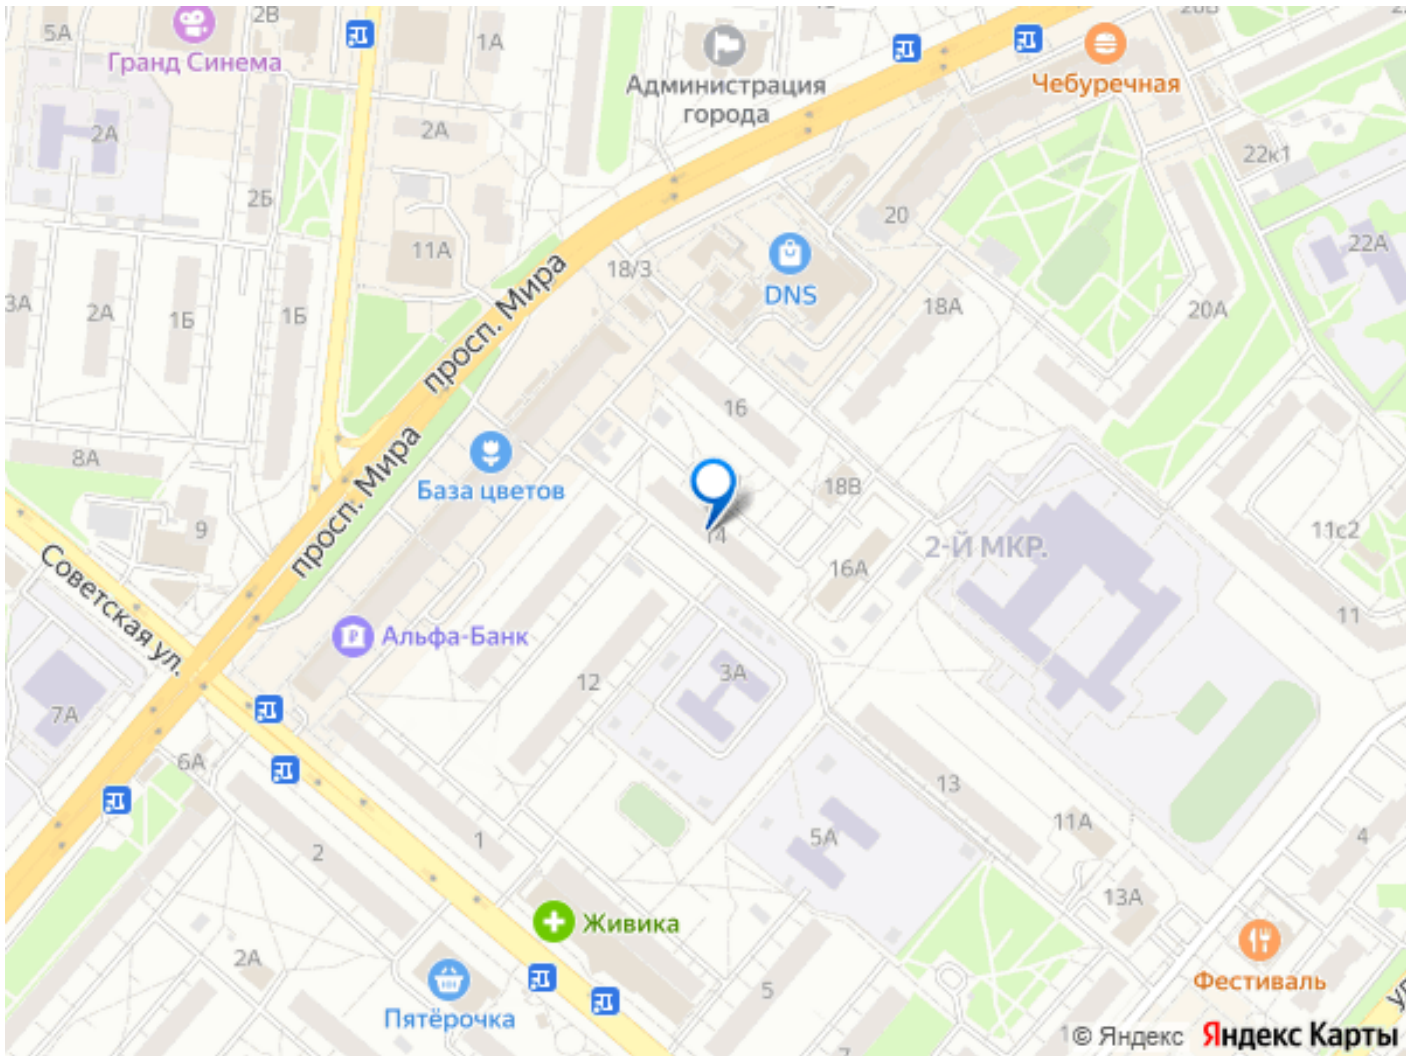 5А
2В
1А
Гранд Синема
Администрация
города
Чебуречная
2А
2А
22к1
2Б
20
11А
18/3
22А
DNS
3А
2А
1Б
1Б
18А
20А
просп. Мира
16
8А
просп. Мира
База цветов
18В
9
14
11с2
2-Й МКР.
16А
Советская ул.
11
Альфа-Банк
3А
12
7А
6А
13
1
2
5А
11А
4
13А
Живика
2А
Фестиваль
5
Пятёрочка
© Яндекс
Яндекс Карты